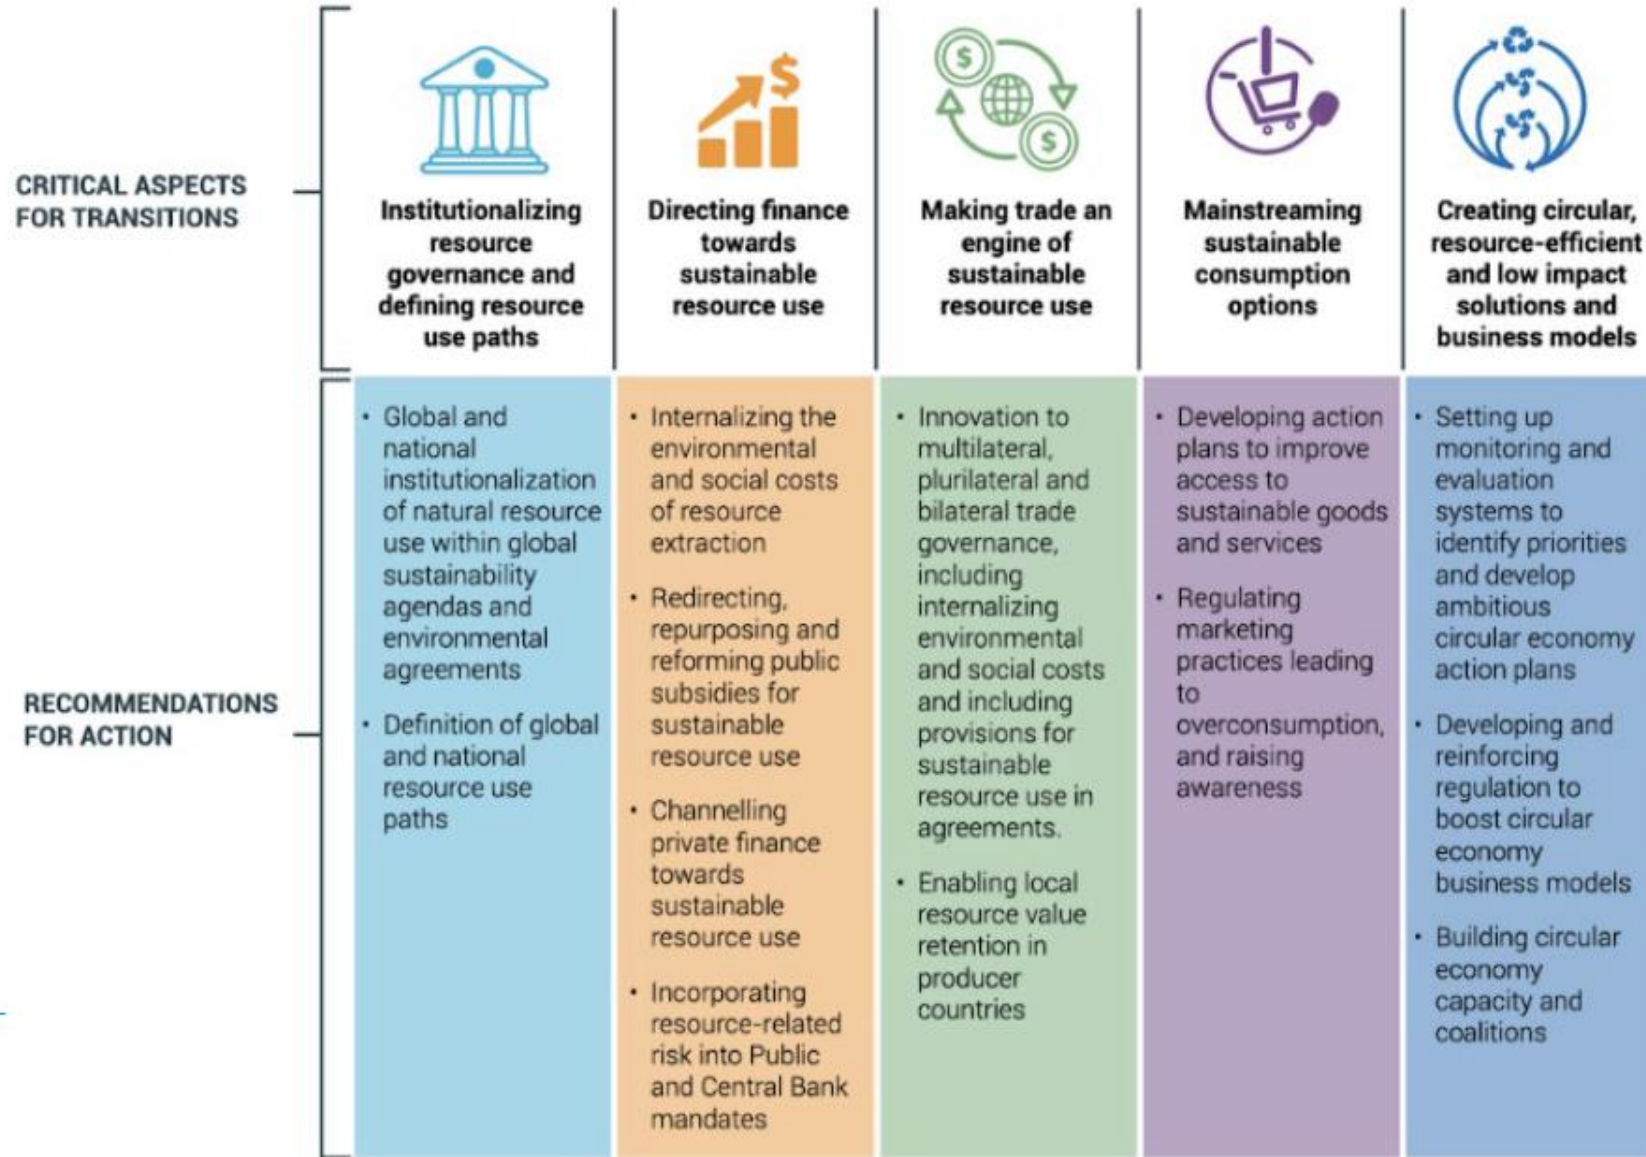 CRITICAL ASPECTS
FOR TRANSITIONS
$
$
$
Institutionalizing
resource
governance and
defining resource
use paths
Directing finance
towards
sustainable
resource use
Making trade an
engine of
sustainable
resource use
Mainstreaming
sustainable
consumption
options
Creating circular,
resource-efficient
and low impact
solutions and
business models
RECOMMENDATIONS
FOR ACTION
• Global and
national
institutionalization
of natural resource
use within global
sustainability
agendas and
environmental
agreements
• Definition of global
and national
resource use
paths
• Internalizing the
environmental
and social costs
of resource
extraction
• Redirecting,
repurposing and
reforming public
subsidies for
sustainable
resource use
• Channelling
private finance
towards
sustainable
resource use
• Incorporating
resource-related
risk into Public
and Central Bank
mandates
• Innovation to
multilateral,
plurilateral and
bilateral trade
governance,
including
internalizing
environmental
and social costs
and including
provisions for
sustainable
resource use in
agreements.
• Enabling local
resource value
retention in
producer
countries
• Developing action
plans to improve
access to
sustainable goods
and services
• Regulating
marketing
practices leading
to
overconsumption,
and raising
awareness
• Setting up
monitoring and
evaluation
systems to
identify priorities
and develop
ambitious
circular economy
action plans
• Developing and
reinforcing
regulation to
boost circular
economy
business models
• Building circular
economy
capacity and
coalitions